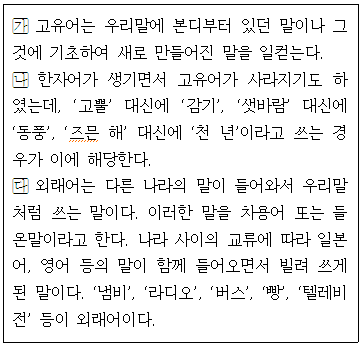 가 고유어는 우리말에 본디부터 있던 말이나 그
것에 기초하여 새로 만들어진 말을 일컫는다.
나 한자어가 생기면서 고유어가 사라지기도 하
였는데, ‘고뿔’ 대신에 ‘감기’, ‘샛바람’ 대신에
‘동풍’, ‘즈믄 해’ 대신에 ‘천 년’이라고 쓰는 경
우가 이에 해당한다.
다 외래어는 다른 나라의 말이 들어와서 우리말
처럼 쓰는 말이다. 이러한 말을 차용어 또는 들
온말이라고 한다. 나라 사이의 교류에 따라 일본
어, 영어 등의 말이 함께 들어오면서 빌려 쓰게
된 말이다. ‘냄비’, ‘라디오’, ‘버스’, ‘빵’, ‘텔레비
전’ 등이 외래어이다.